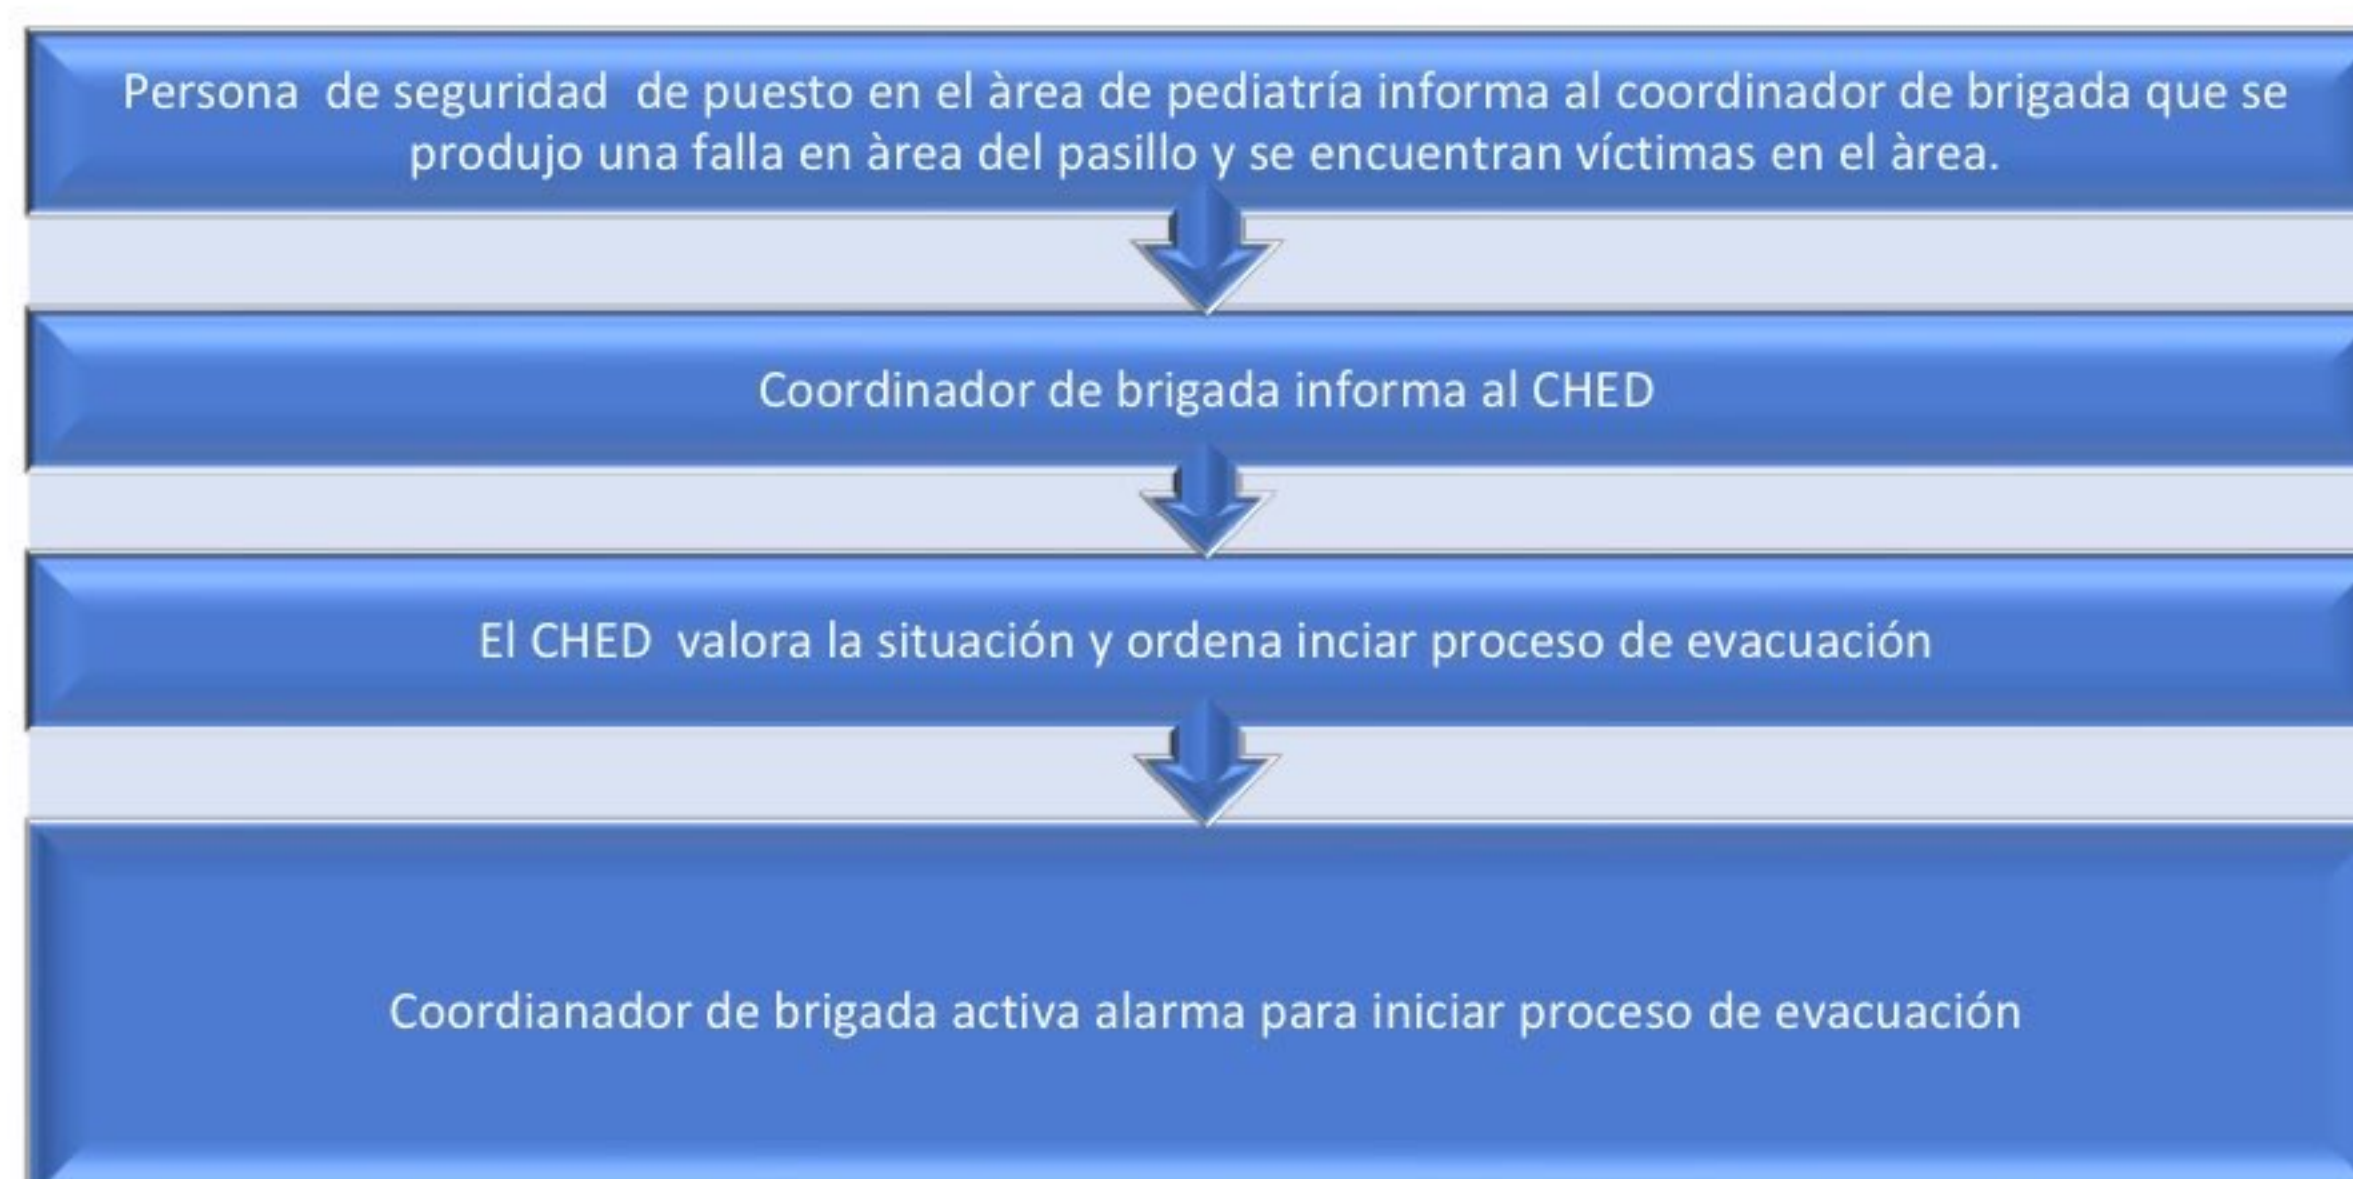 Persona de seguridad de puesto en el àrea de pediatría informa al coordinador de brigada que se
produjo una falla en àrea del pasillo y se encuentran víctimas en el àrea.
Coordinador de brigada informa al CHED
El CHED valora la situación y ordena inciar proceso de evacuación
Coordianador de brigada activa alarma para iniciar proceso de evacuación